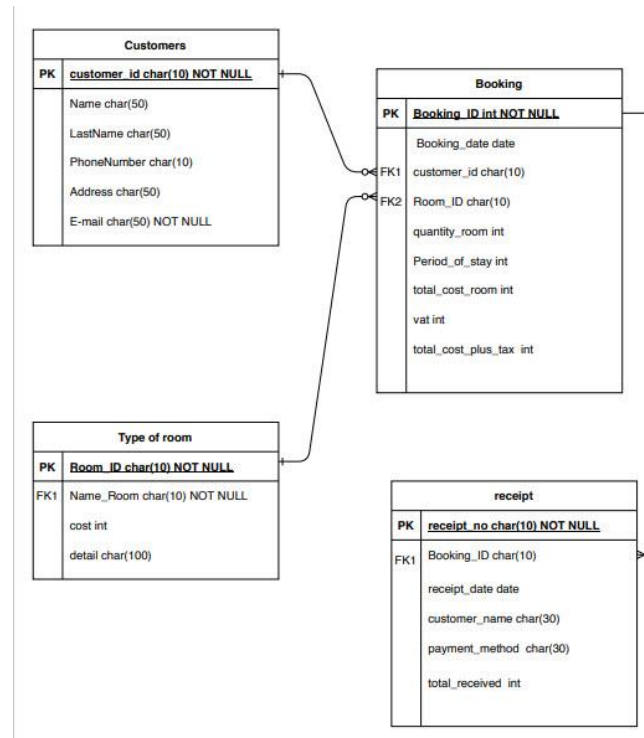 Customers
PK customer_id char(10) NOT NULL
Name char(50)
LastName char(50)
PhoneNumber char(10)
Address char(50)
E-mail char(50) NOT NULL
Booking
PK Booking_ID int NOT NULL
Booking_date date
FK1 customer_id char(10)
FK2 Room_ID char(10)
quantity_room int
Period_of_stay int
total_cost_room int
vat int
total_cost_plus_tax int
Type of room
PK Room_ID char(10) NOT NULL
FK1 Name_Room char(10) NOT NULL
cost int
detail char(100)
receipt
PK receipt_no char(10) NOT NULL
FK1 Booking_ID char(10)
receipt_date date
customer_name char(30)
payment_method char(30)
total_received int